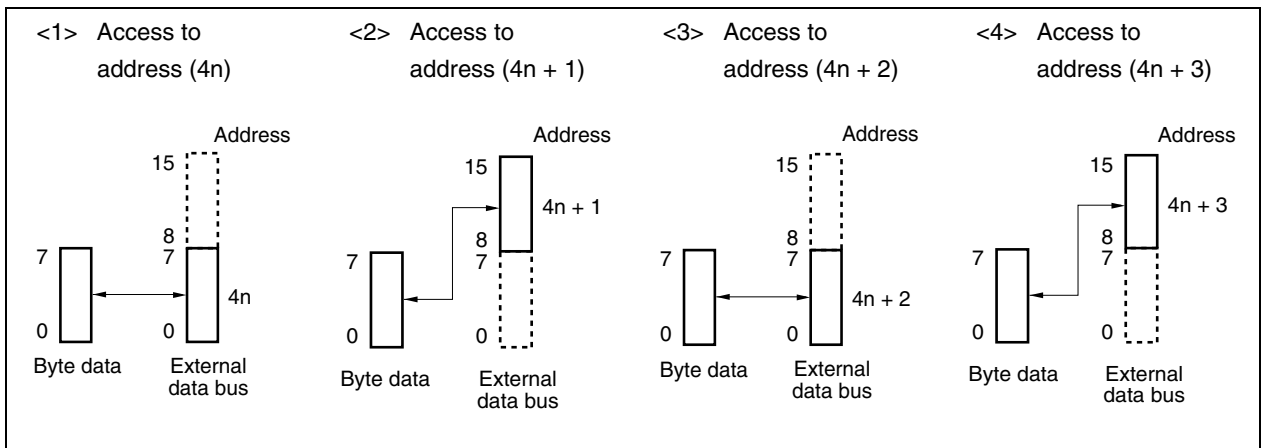 <1> Access to
address (4n)
Address
15
8
7
7
4n
0
0
Byte data
External
data bus
<2> Access to
address (4n + 1)
Address
15
4n + 1
8
7
7
0
0
Byte data
External
data bus
<3> Access to
address (4n + 2)
Address
15
8
7
7
4n + 2
0
0
Byte data
External
data bus
<4> Access to
address (4n + 3)
Address
15
4n + 3
8
7
7
0
0
Byte data
External
data bus